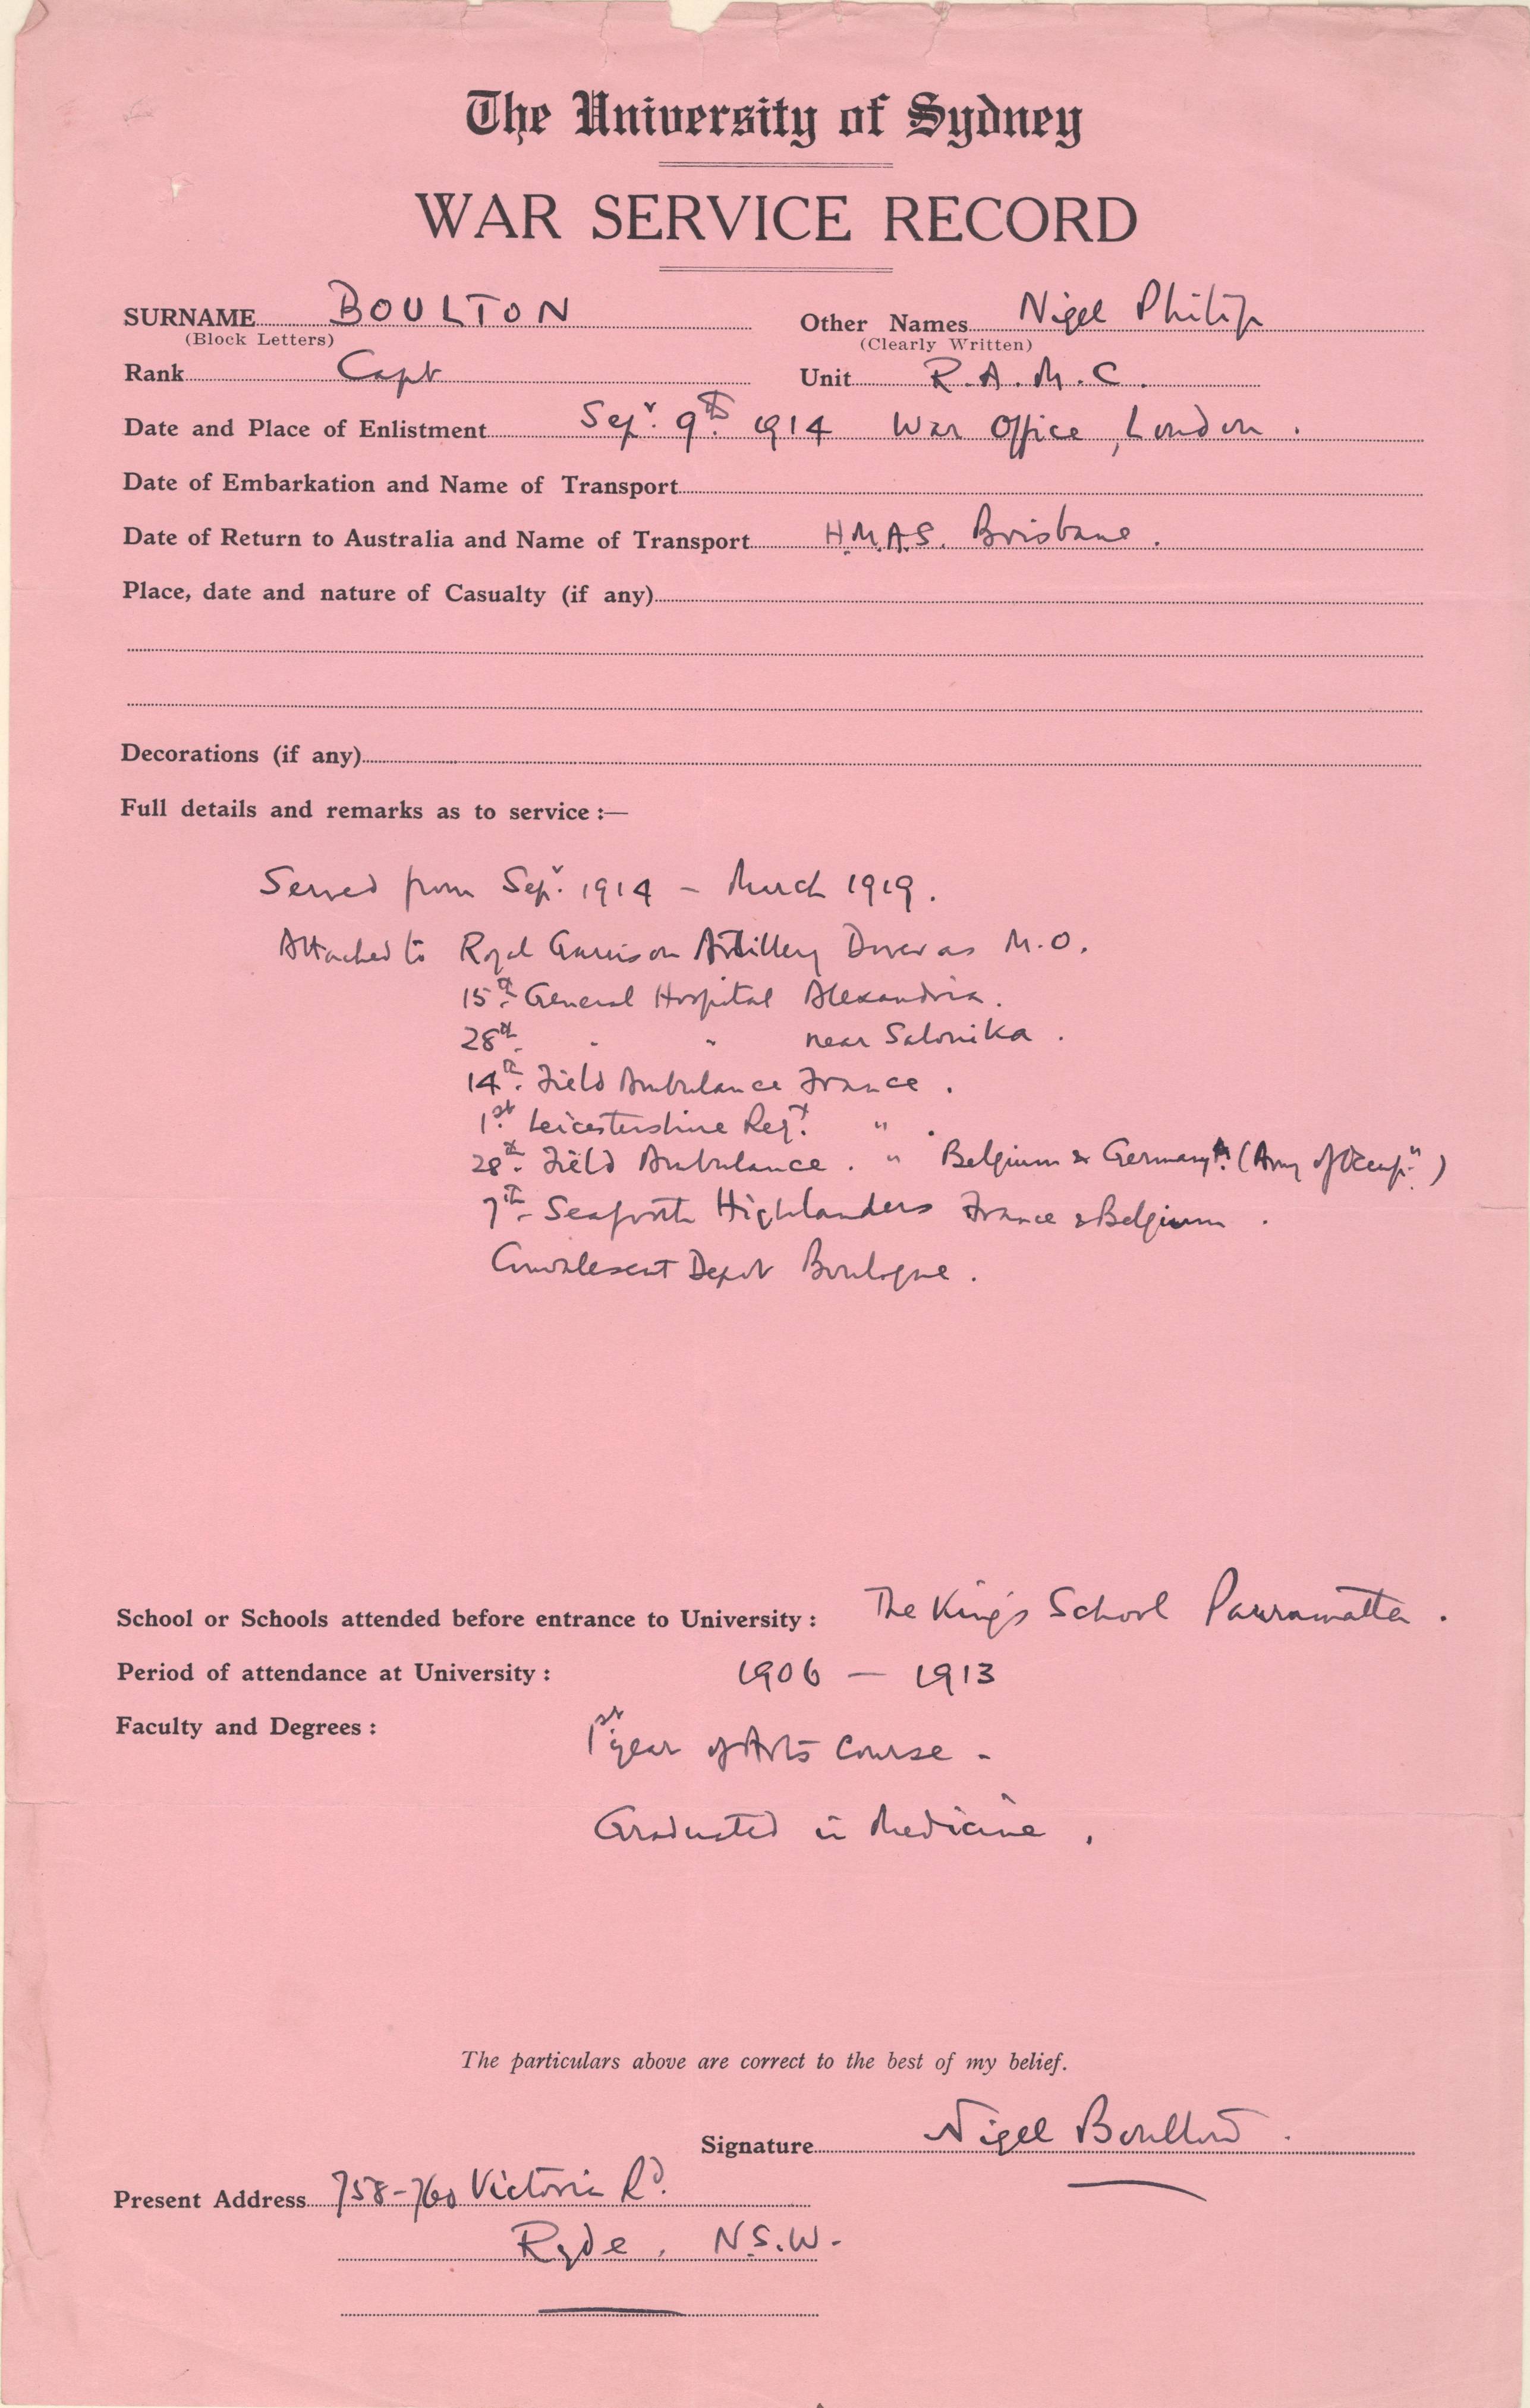 The University of Sydney
WAR SERVICE RECORD
SURNAME BOULTON Other Names Nigel Philip
(Block Letters) (Clearly Written)
Rank Capt Unit R.A.M.C.
Date and Place of Enlistment Sepr. 9th. 1914 War Office, London.
Date of Embarkation and Name of Transport
Date of Return to Australia and Name of Transport H.M.A.S. Brisbane.
Place, date and nature of Casualty (if any)
Decorations (if any)
Full details and remarks as to service :—
Served from Sepr. 1914 - March 1919.
Attached to Royal Garrison Artillery Dover as M.O.
15th. General Hospital Alexandria.
28th. " " near Salonika.
14th. Field Ambulance France.
1st. Leicestershire Regt. " .
28th. Field Ambulance. " Belgium & Germany (Army of Occupn.)
7th. Seaforth Highlanders France & Belgium.
Convalescent Depot Boulogne.
School or Schools attended before entrance to University : The King's School Parramatta.
Period of attendance at University : 1906 — 1913
Faculty and Degrees : 1st year of Arts Course -
Graduated in Medicine.
The particulars above are correct to the best of my belief.
Signature Nigel Boulton.
Present Address 758-760 Victoria Rd.
Ryde, N.S.W.